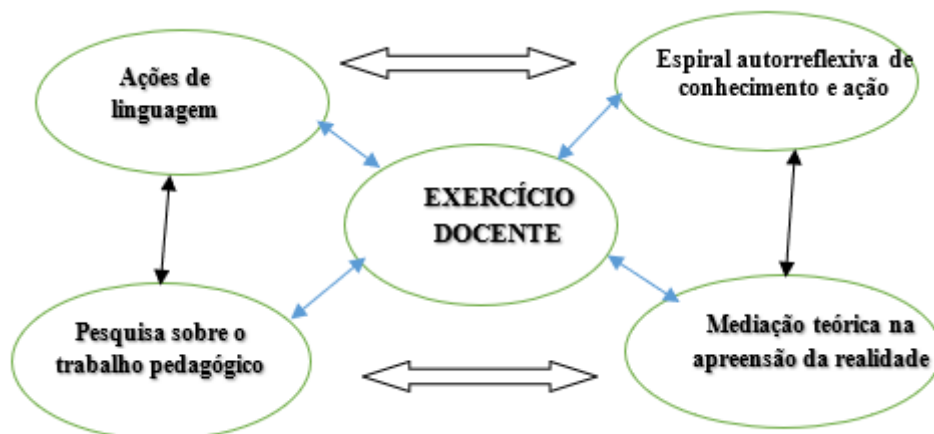 Ações de
linguagem
Espiral autorreflexiva de
conhecimento e ação
EXERCÍCIO
DOCENTE
Pesquisa sobre o
trabalho pedagógico
Mediação teórica na
apreensão da realidade